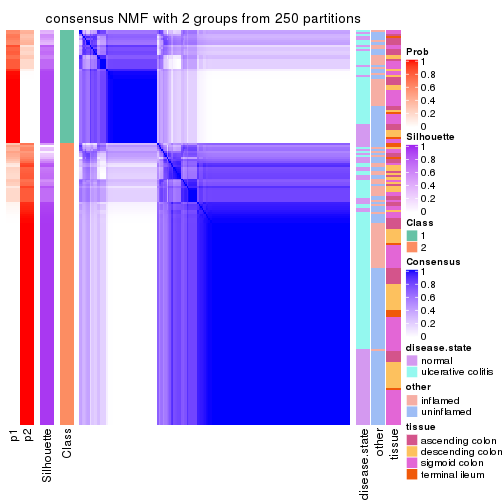 consensus NMF with 2 groups from 250 partitions
Prob
1
0.8
0.6
0.4
0.2
0
Silhouette
1
0.8
0.6
0.4
0.2
0
Class
1
2
Consensus
1
0.8
0.6
0.4
0.2
0
disease.state
normal
ulcerative colitis
other
inflamed
uninflamed
tissue
ascending colon
descending colon
sigmoid colon
terminal ileum
p1
p2
Silhouette
Class
disease.state
other
tissue